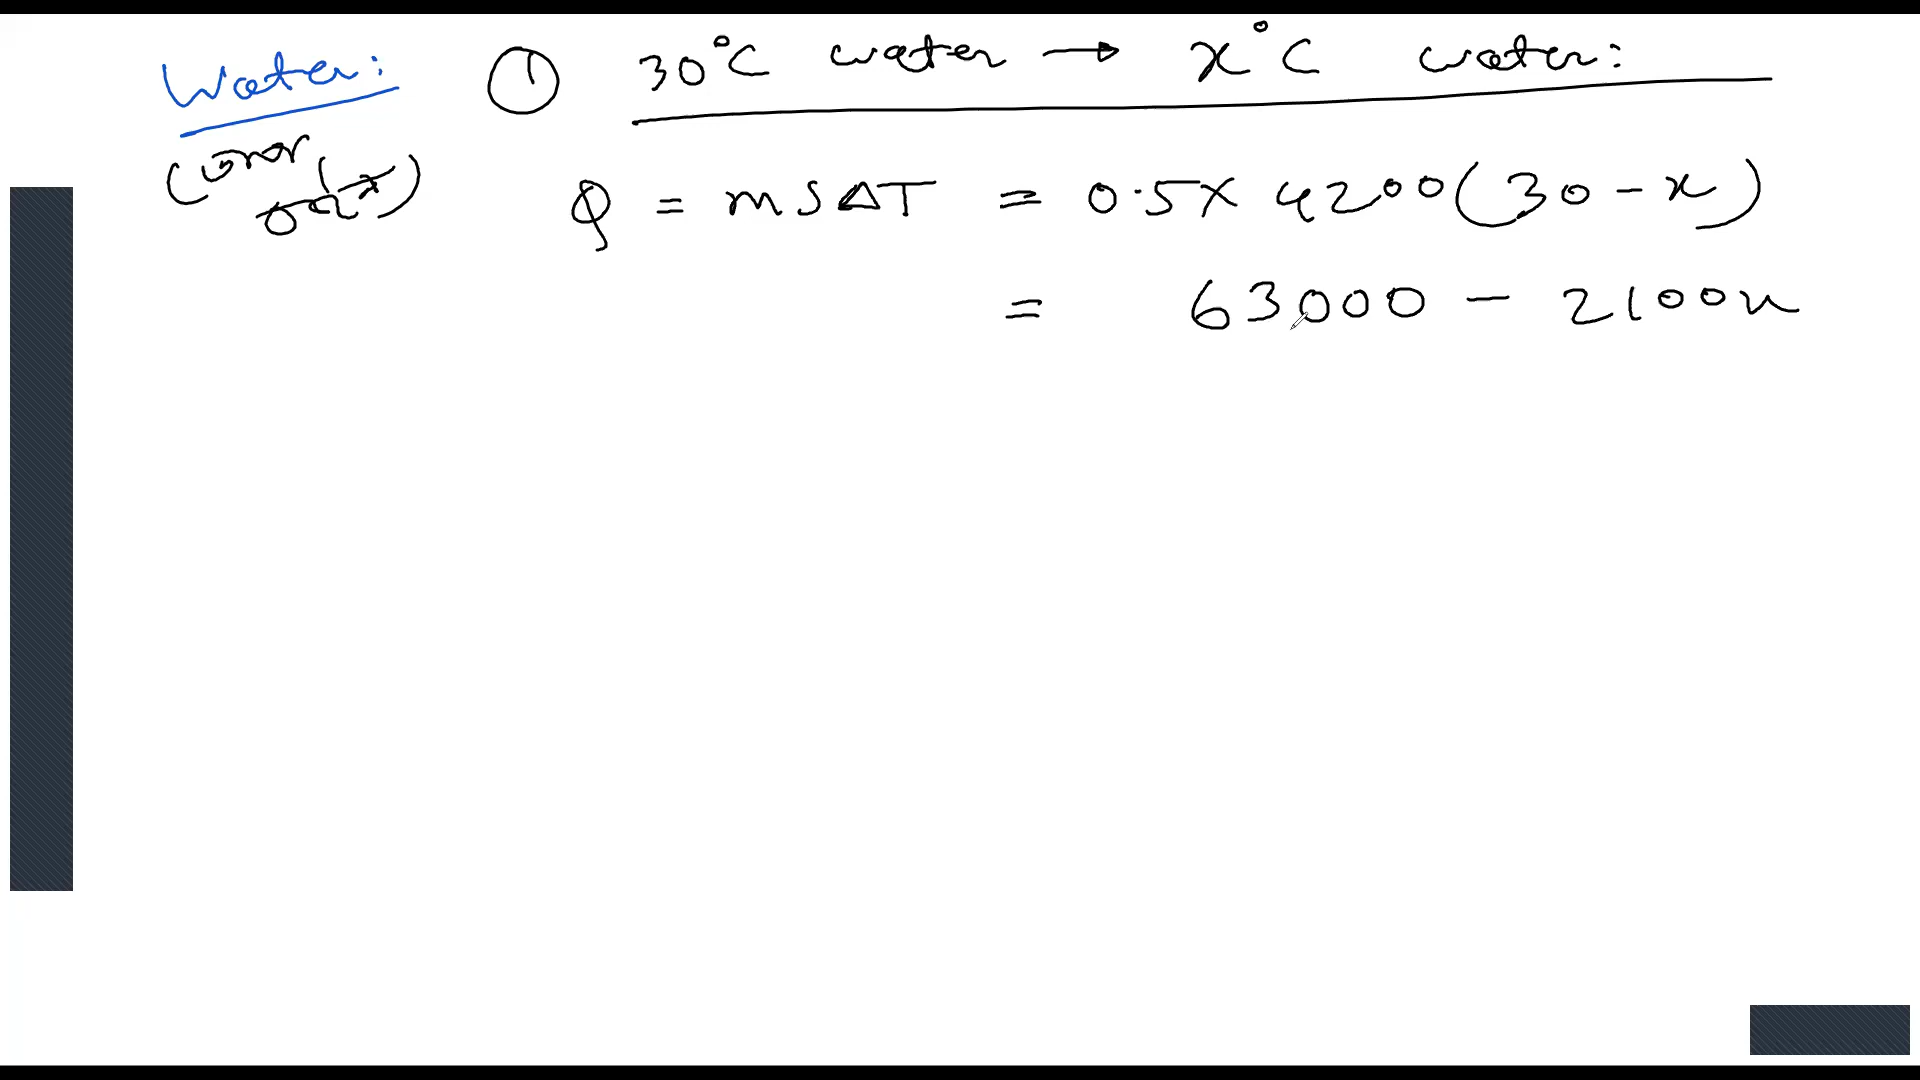 Water: ① 30°C water → x°C water:
Q = mSΔT = 0.5 × 4200(30 - x)
= 63000 - 2100x